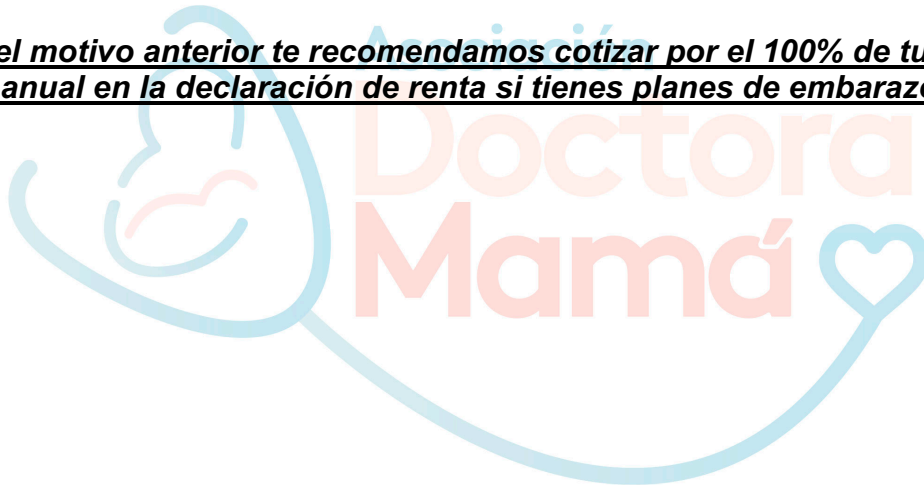 el motivo anterior te recomendamos cotizar por el 100% de tu
anual en la declaración de renta si tienes planes de embarazo
Asociación
Doctora
Mamá